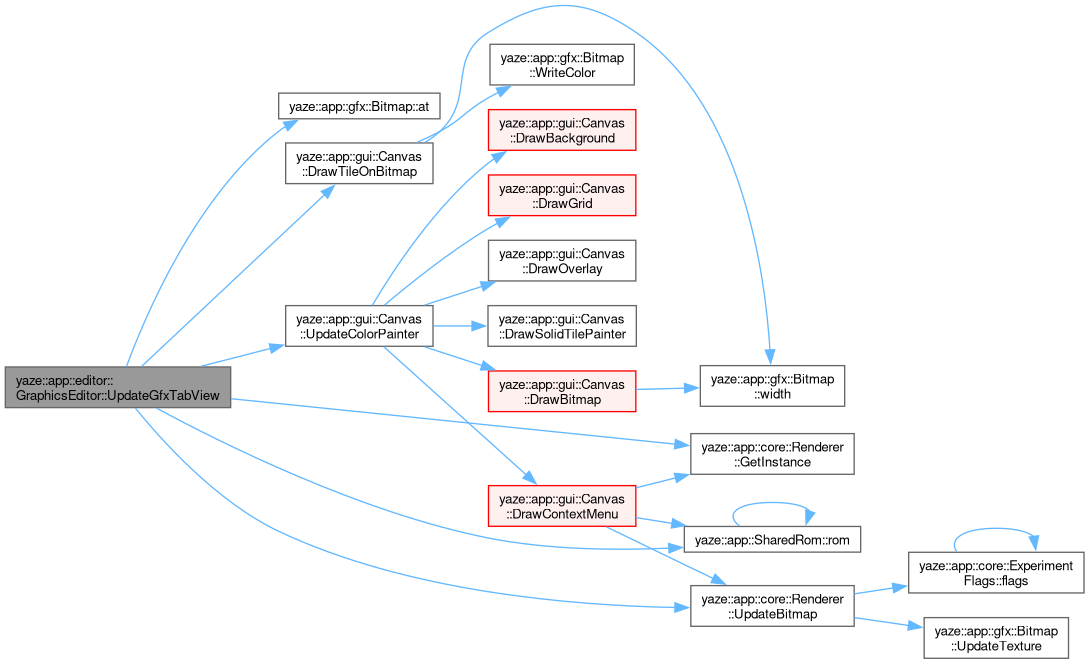 yaze::app::gfx::Bitmap
::WriteColor
yaze::app::gfx::Bitmap::at
yaze::app::gui::Canvas
::DrawBackground
yaze::app::gui::Canvas
::DrawTileOnBitmap
yaze::app::gui::Canvas
::DrawGrid
yaze::app::gui::Canvas
::DrawOverlay
yaze::app::gui::Canvas
::UpdateColorPainter
yaze::app::gui::Canvas
::DrawSolidTilePainter
yaze::app::editor::
GraphicsEditor::UpdateGfxTabView
yaze::app::gui::Canvas
::DrawBitmap
yaze::app::gfx::Bitmap
::width
yaze::app::core::Renderer
::GetInstance
yaze::app::gui::Canvas
::DrawContextMenu
yaze::app::SharedRom::rom
yaze::app::core::Experiment
Flags::flags
yaze::app::core::Renderer
::UpdateBitmap
yaze::app::gfx::Bitmap
::UpdateTexture